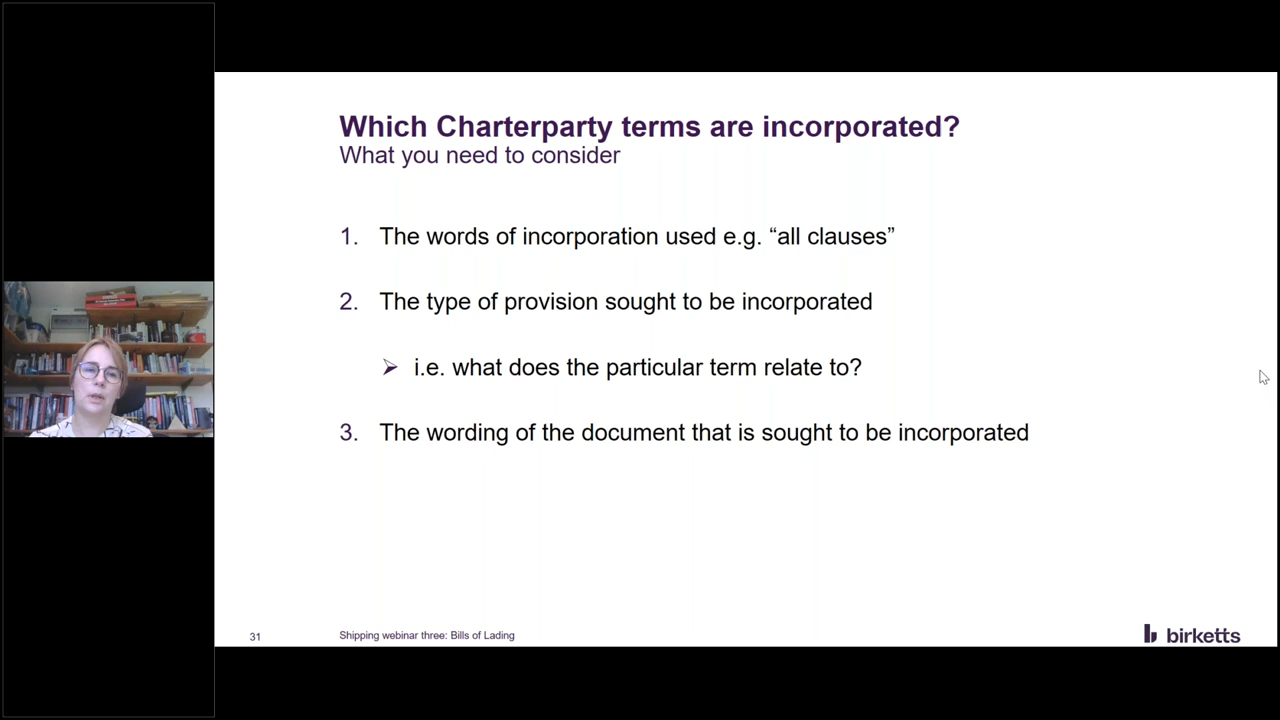 Which Charterparty terms are incorporated?
What you need to consider
1. The words of incorporation used e.g. “all clauses”
2. The type of provision sought to be incorporated
i.e. what does the particular term relate to?
3. The wording of the document that is sought to be incorporated
31
Shipping webinar three: Bills of Lading
birketts